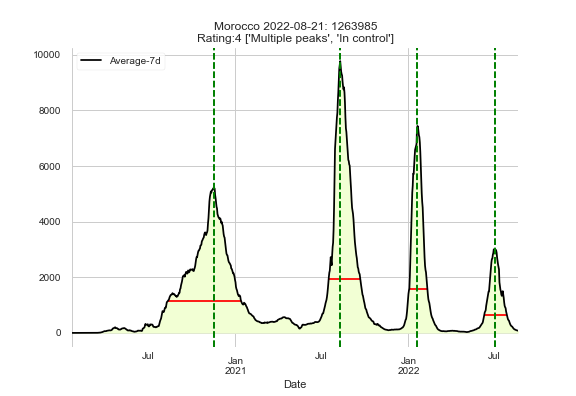 Morocco 2022-08-21: 1263985
Rating:4 ['Multiple peaks', 'In control']
Average-7d
10000
8000
6000
4000
2000
0
Jul
Jan
2021
Jul
Jan
2022
Jul
Date